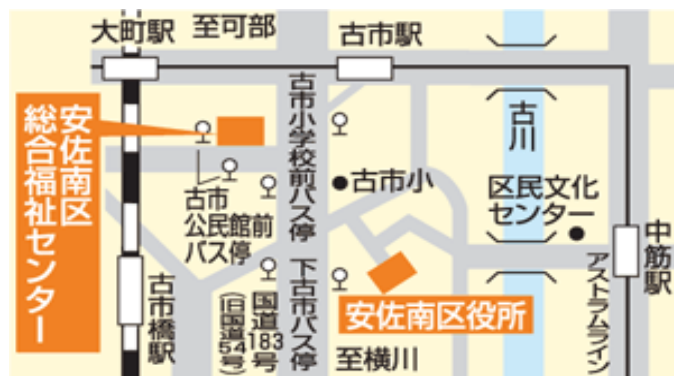 大町駅
至可部
古市駅
安佐南区
総合福祉センター
古市小学校前バス停
古市
公民館前
バス停
古市小
古川
区民文化
センター
中筋駅
アストラムライン
古市橋駅
国道183号
(旧国道54号)
下古市バス停
安佐南区役所
至横川